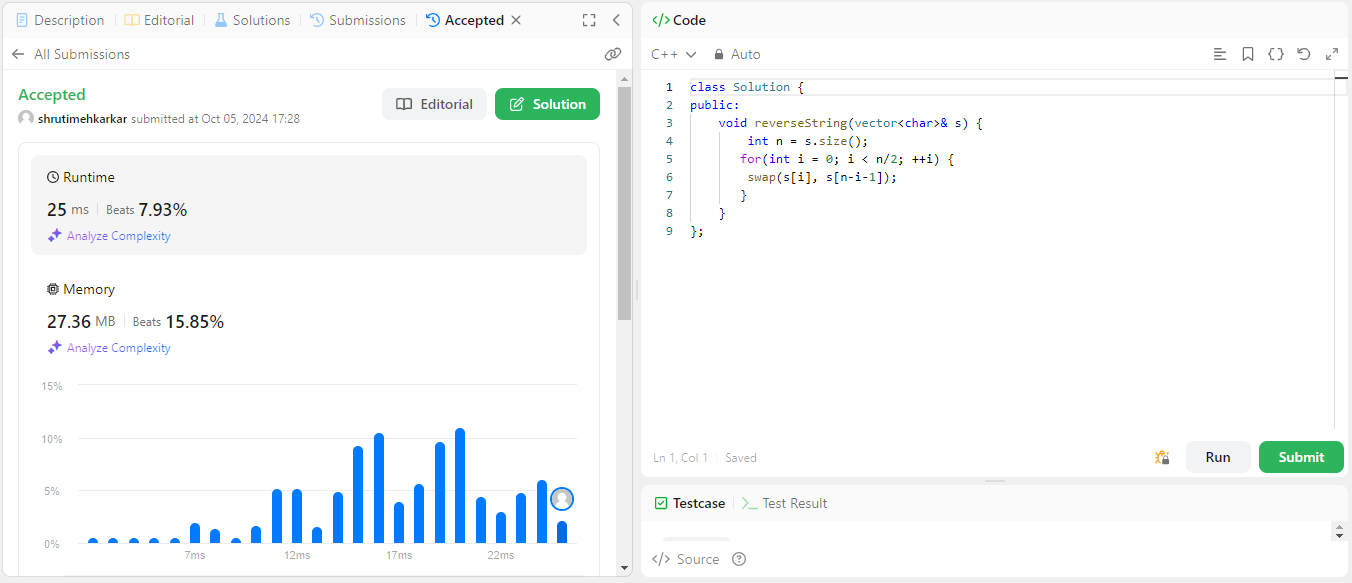 Description
Editorial
Solutions
Submissions
Accepted
All Submissions
Accepted
shrutimehkarkar submitted at Oct 05, 2024 17:28
Editorial
Solution
Runtime
25 ms Beats 7.93%
Analyze Complexity
Memory
27.36 MB Beats 15.85%
Analyze Complexity
15%
10%
5%
0%
7ms 12ms 17ms 22ms
</> Code
C++ Auto
1 class Solution {
2 public:
3 void reverseString(vector<char>& s) {
4 int n = s.size();
5 for(int i = 0; i < n/2; ++i) {
6 swap(s[i], s[n-i-1]);
7 }
8 }
9 };
Ln 1, Col 1 Saved
Run
Submit
Testcase
Test Result
</> Source